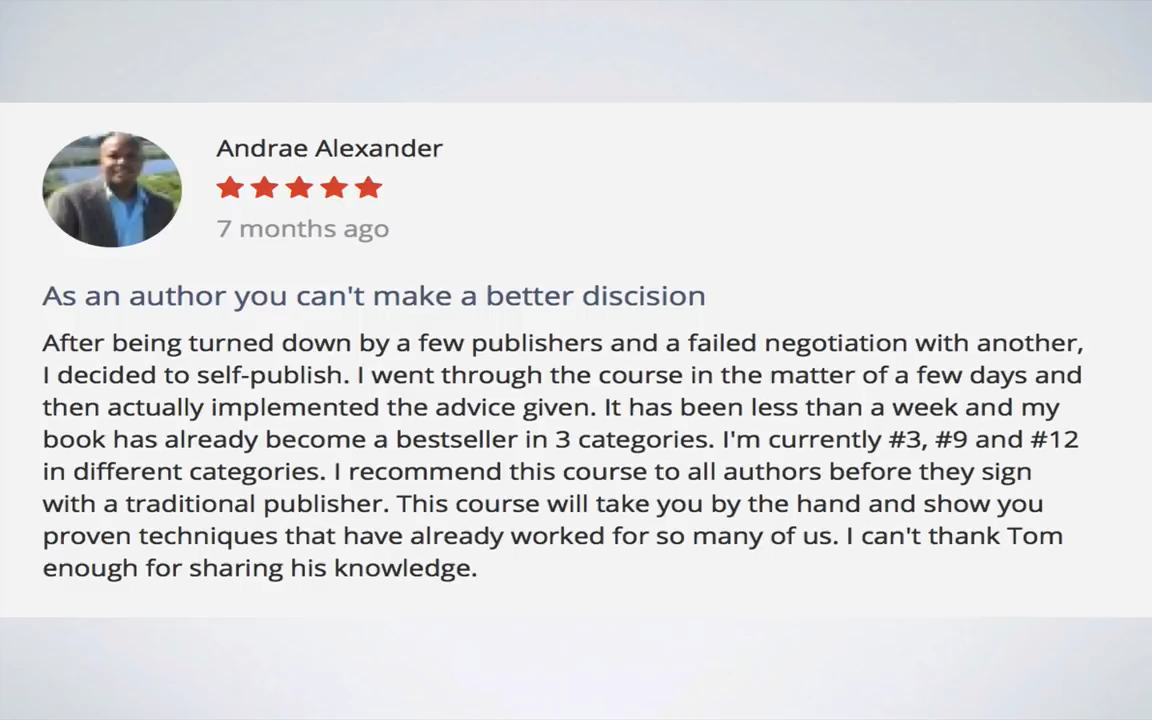 Andrae Alexander
7 months ago
As an author you can't make a better discision
After being turned down by a few publishers and a failed negotiation with another,
I decided to self-publish. I went through the course in the matter of a few days and
then actually implemented the advice given. It has been less than a week and my
book has already become a bestseller in 3 categories. I'm currently #3, #9 and #12
in different categories. I recommend this course to all authors before they sign
with a traditional publisher. This course will take you by the hand and show you
proven techniques that have already worked for so many of us. I can't thank Tom
enough for sharing his knowledge.